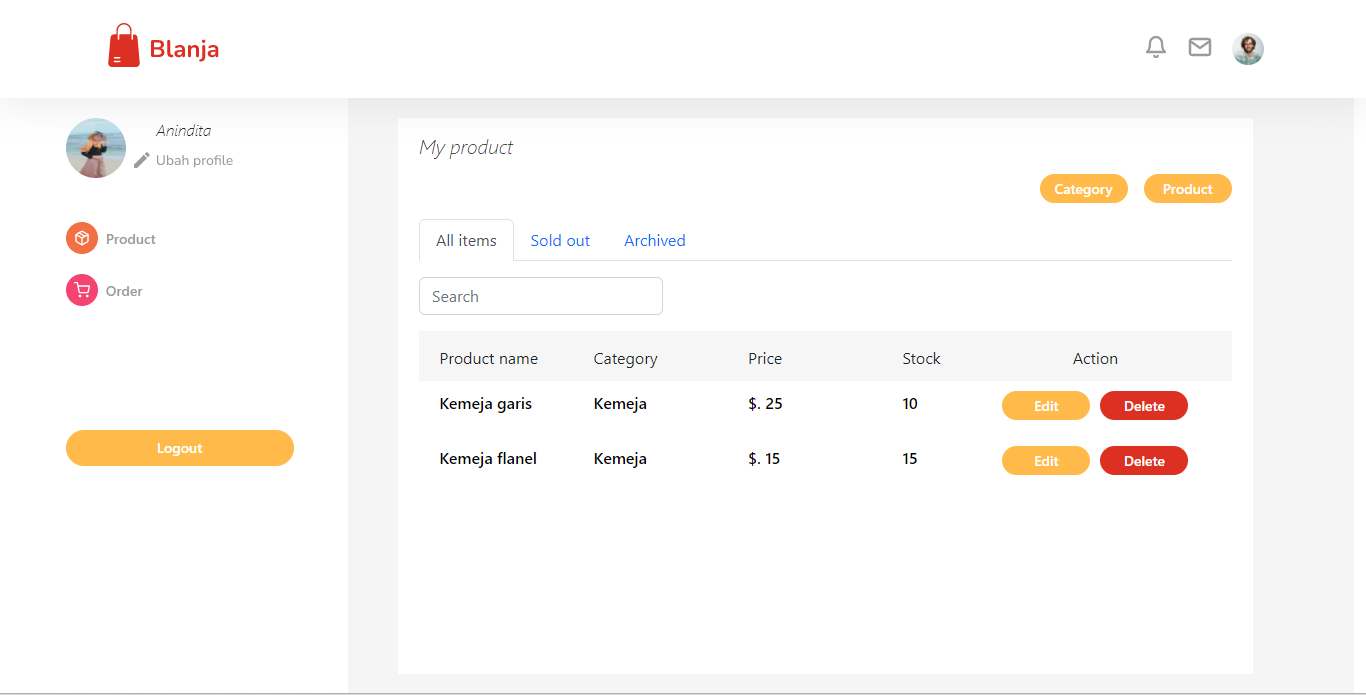 Blanja
Anindita
Ubah profile
Product
Order
Logout
My product
Category Product
All items Sold out Archived
Search
Product name Category Price Stock Action
Kemeja garis Kemeja $. 25 10 Edit Delete
Kemeja flanel Kemeja $. 15 15 Edit Delete